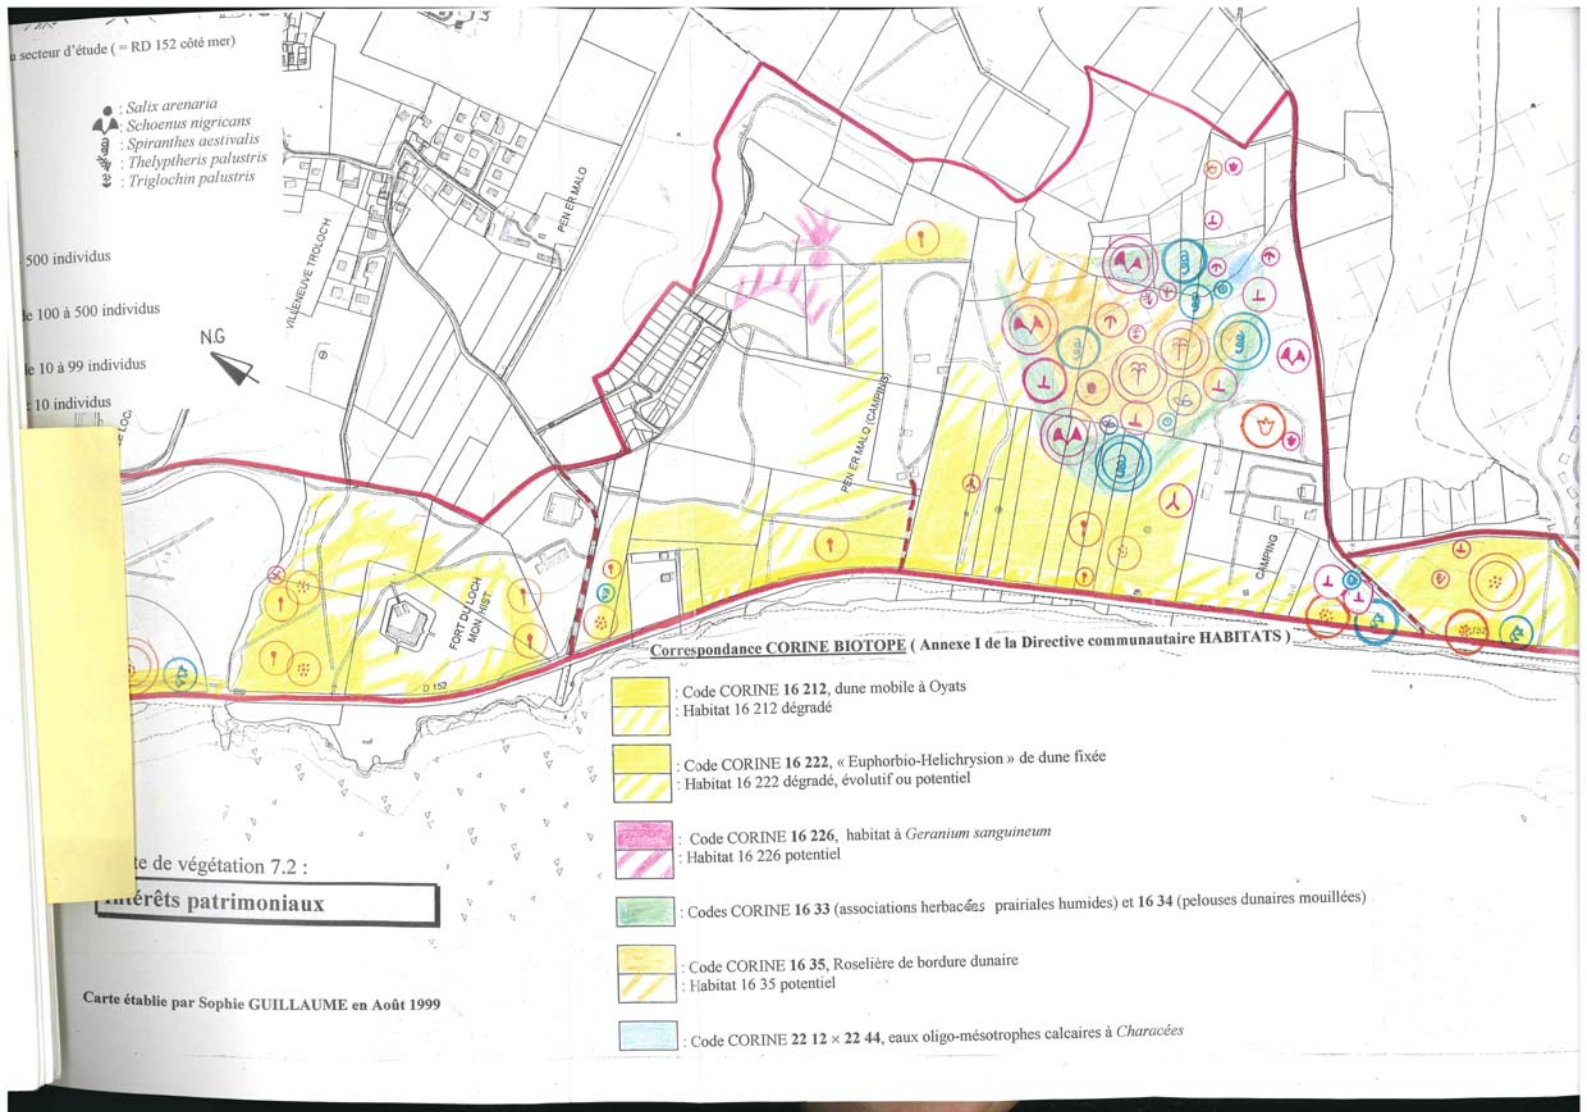 secteur d'étude ( = RD 152 côté mer)
: Salix arenaria
: Schoenus nigricans
: Spiranthes aestivalis
: Thelyptheris palustris
: Triglochin palustris
500 individus
100 à 500 individus
10 à 99 individus
10 individus
N.G
VILLENEUVE TROLOC'H
PEN ER MALO
PEN ER MALO (CAMPING)
CAMPING
FORT DU LOCH
MON. HIST.
D 152
152
Correspondance CORINE BIOTOPE ( Annexe I de la Directive communautaire HABITATS )
: Code CORINE 16 212, dune mobile à Oyats
: Habitat 16 212 dégradé
: Code CORINE 16 222, « Euphorbio-Helichrysion » de dune fixée
: Habitat 16 222 dégradé, évolutif ou potentiel
: Code CORINE 16 226, habitat à Geranium sanguineum
: Habitat 16 226 potentiel
: Codes CORINE 16 33 (associations herbacées prairiales humides) et 16 34 (pelouses dunaires mouillées)
: Code CORINE 16 35, Roselière de bordure dunaire
: Habitat 16 35 potentiel
: Code CORINE 22 12 × 22 44, eaux oligo-mésotrophes calcaires à Characées
te de végétation 7.2 :
Intérêts patrimoniaux
Carte établie par Sophie GUILLAUME en Août 1999